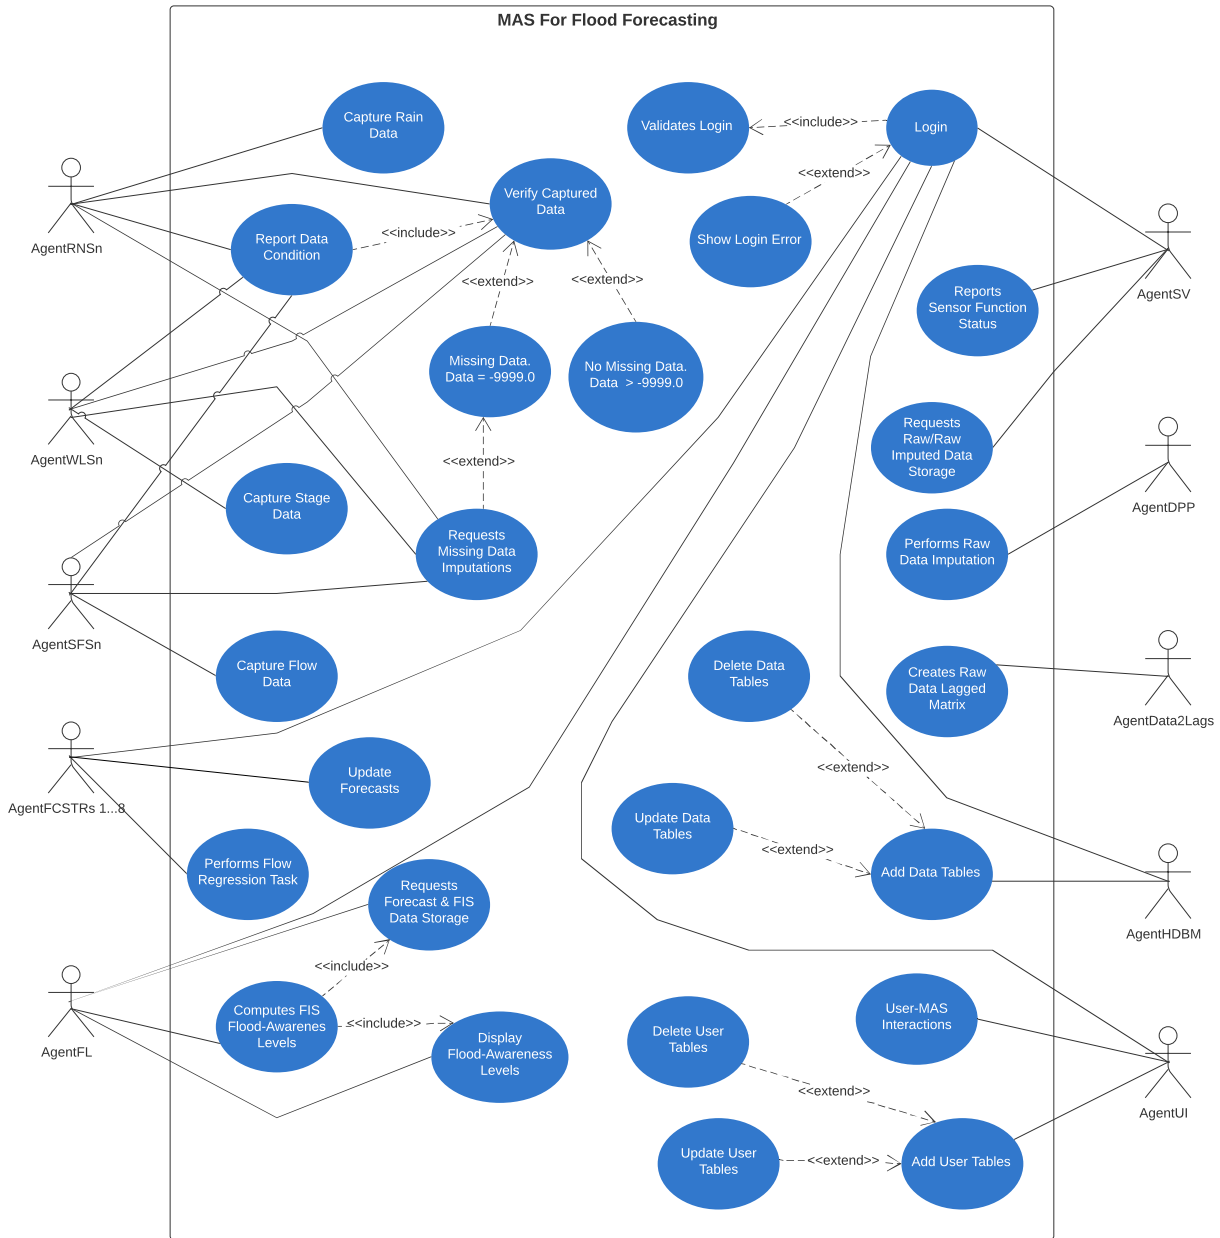 MAS For Flood Forecasting
Capture Rain
Data
Validates Login
<<include>>
Login
<<extend>>
Verify Captured
Data
AgentRNSn
Report Data
Condition
<<include>>
Show Login Error
<<extend>>
<<extend>>
AgentSV
Reports
Sensor Function
Status
Missing Data.
Data = -9999.0
No Missing Data.
Data  > -9999.0
AgentWLSn
<<extend>>
Requests
Raw/Raw
Imputed Data
Storage
Capture Stage
Data
AgentDPP
Requests
Missing Data
Imputations
Performs Raw
Data Imputation
AgentSFSn
Capture Flow
Data
Delete Data
Tables
Creates Raw
Data Lagged
Matrix
AgentData2Lags
<<extend>>
Update
Forecasts
AgentFCSTRs 1...8
Update Data
Tables
<<extend>>
Performs Flow
Regression Task
Add Data Tables
Requests
Forecast & FIS
Data Storage
AgentHDBM
<<include>>
Computes FIS
Flood-Awarenes
Levels
<<include>>
User-MAS
Interactions
AgentFL
Display
Flood-Awareness
Levels
Delete User
Tables
<<extend>>
AgentUI
Update User
Tables
<<extend>>
Add User Tables